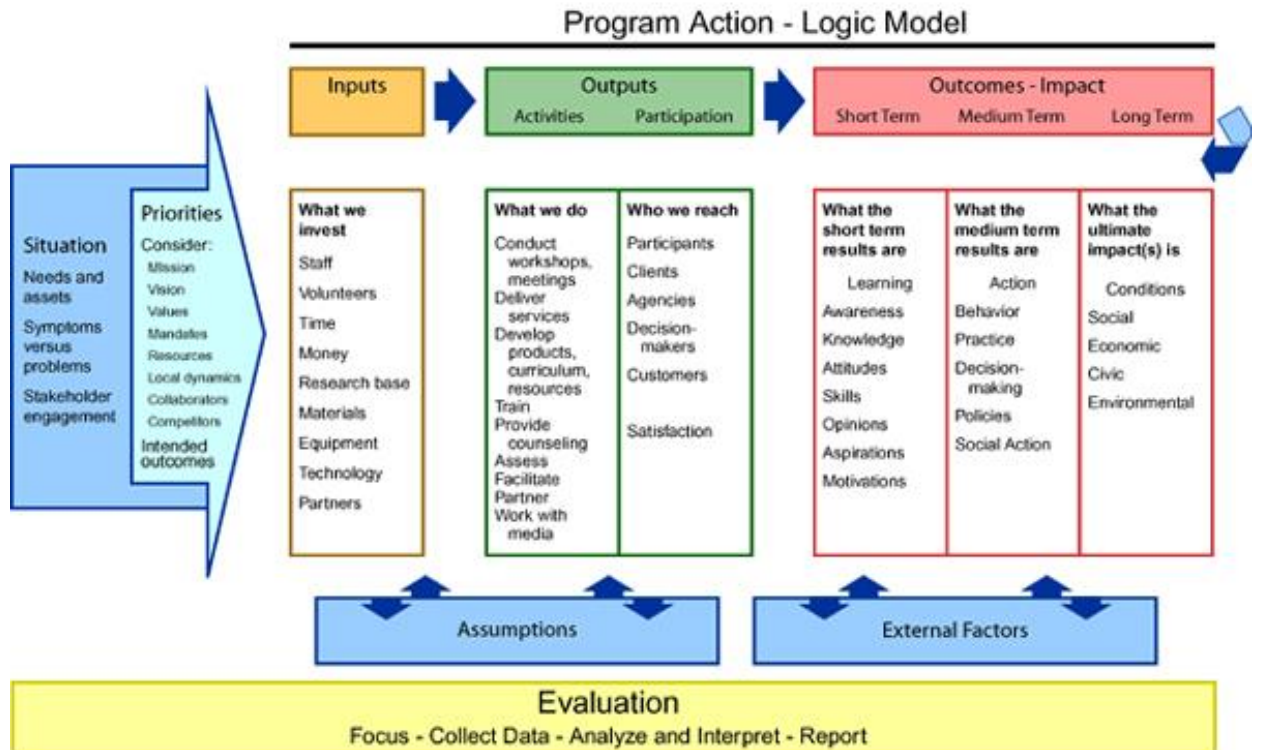 Program Action - Logic Model
Inputs
Outputs
Activities Participation
Outcomes - Impact
Short Term Medium Term Long Term
Situation
Needs and
assets
Symptoms
versus
problems
Stakeholder
engagement
Priorities
Consider:
Mission
Vision
Values
Mandates
Resources
Local dynamics
Collaborators
Competitors
Intended
outcomes
What we
invest
Staff
Volunteers
Time
Money
Research base
Materials
Equipment
Technology
Partners
What we do
Conduct
workshops,
meetings
Deliver
services
Develop
products,
curriculum,
resources
Train
Provide
counseling
Assess
Facilitate
Partner
Work with
media
Who we reach
Participants
Clients
Agencies
Decision-
makers
Customers
Satisfaction
What the
short term
results are
Learning
Awareness
Knowledge
Attitudes
Skills
Opinions
Aspirations
Motivations
What the
medium term
results are
Action
Behavior
Practice
Decision-
making
Policies
Social Action
What the
ultimate
impact(s) is
Conditions
Social
Economic
Civic
Environmental
Assumptions
External Factors
Evaluation
Focus - Collect Data - Analyze and Interpret - Report